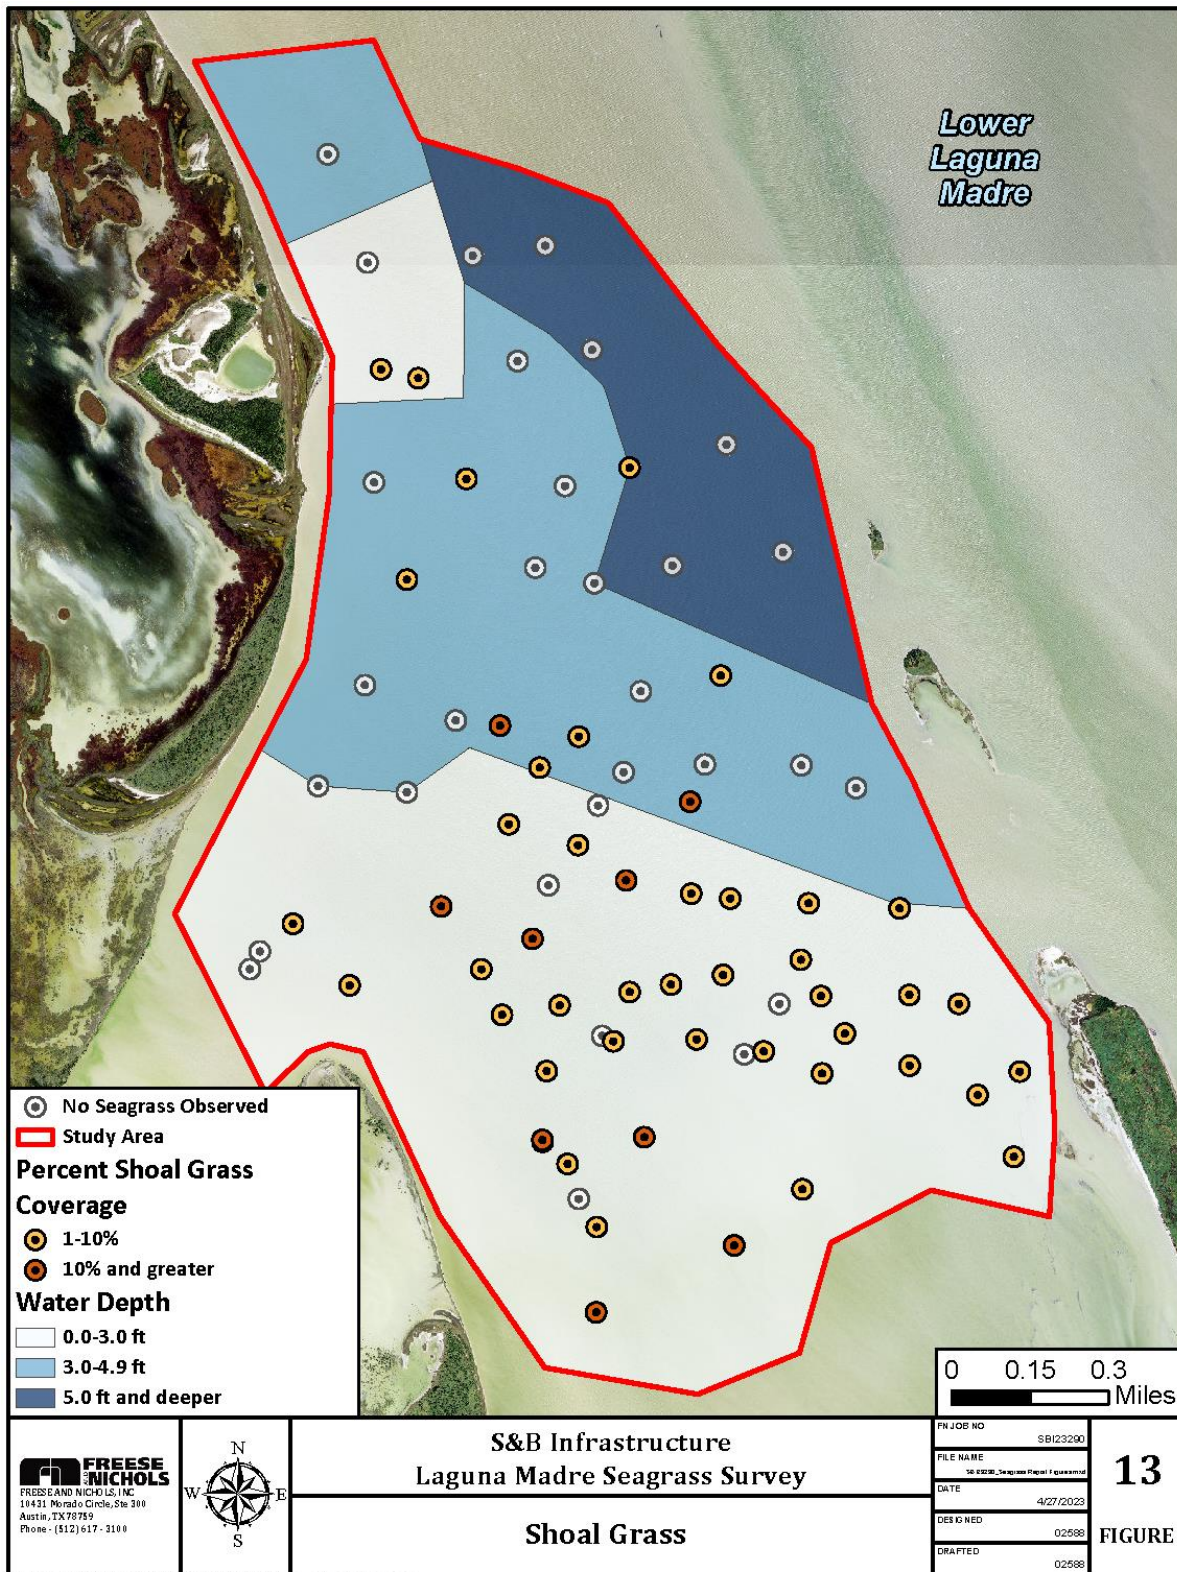 Lower
Laguna
Madre
No Seagrass Observed
Study Area
Percent Shoal Grass
Coverage
1-10%
10% and greater
Water Depth
0.0-3.0 ft
3.0-4.9 ft
5.0 ft and deeper
0 0.15 0.3
Miles
FREESE
AND
NICHOLS
FREESE AND NICHOLS, INC
10431 Morado Circle, Ste 300
Austin, TX 78759
Phone - (512) 617 - 3100
N
W E
S
S&B Infrastructure
Laguna Madre Seagrass Survey
Shoal Grass
FN JOB NO
SBI23290
FILE NAME
DATE
4/27/2023
DESIGNED
02588
DRAFTED
02588
13
FIGURE